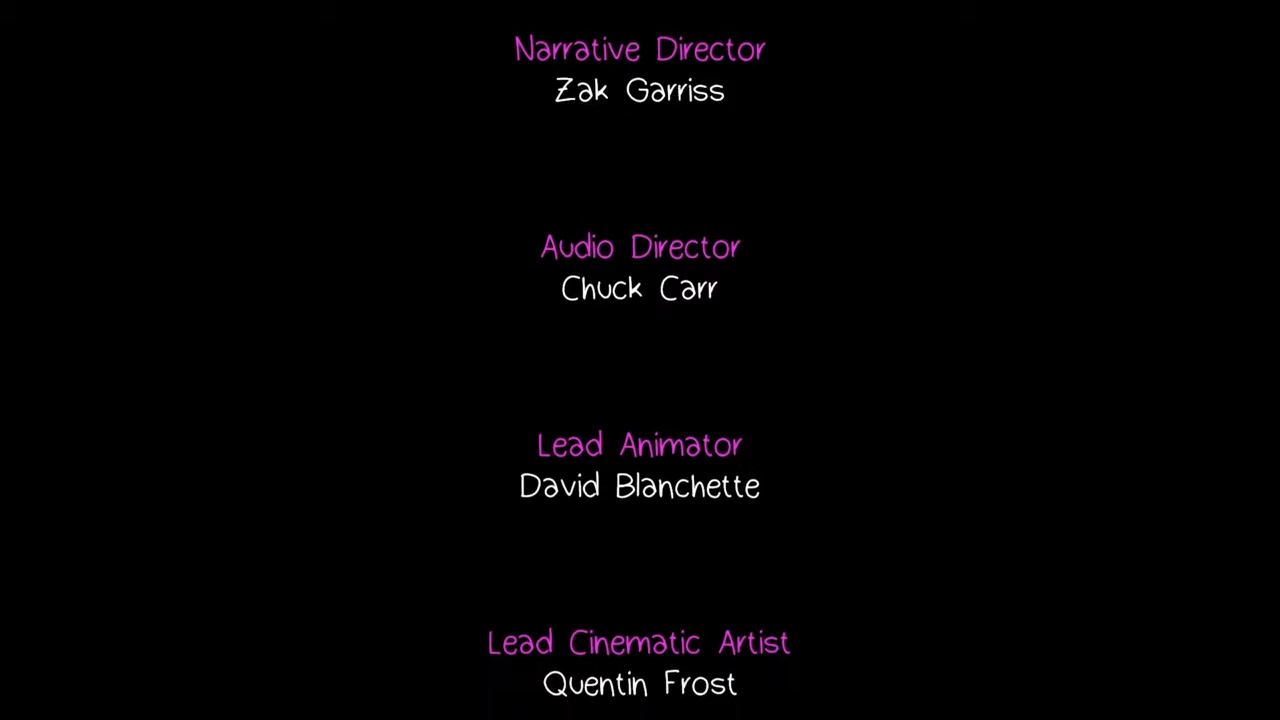 Narrative Director
Zak Garriss
Audio Director
Chuck Carr
Lead Animator
David Blanchette
Lead Cinematic Artist
Quentin Frost